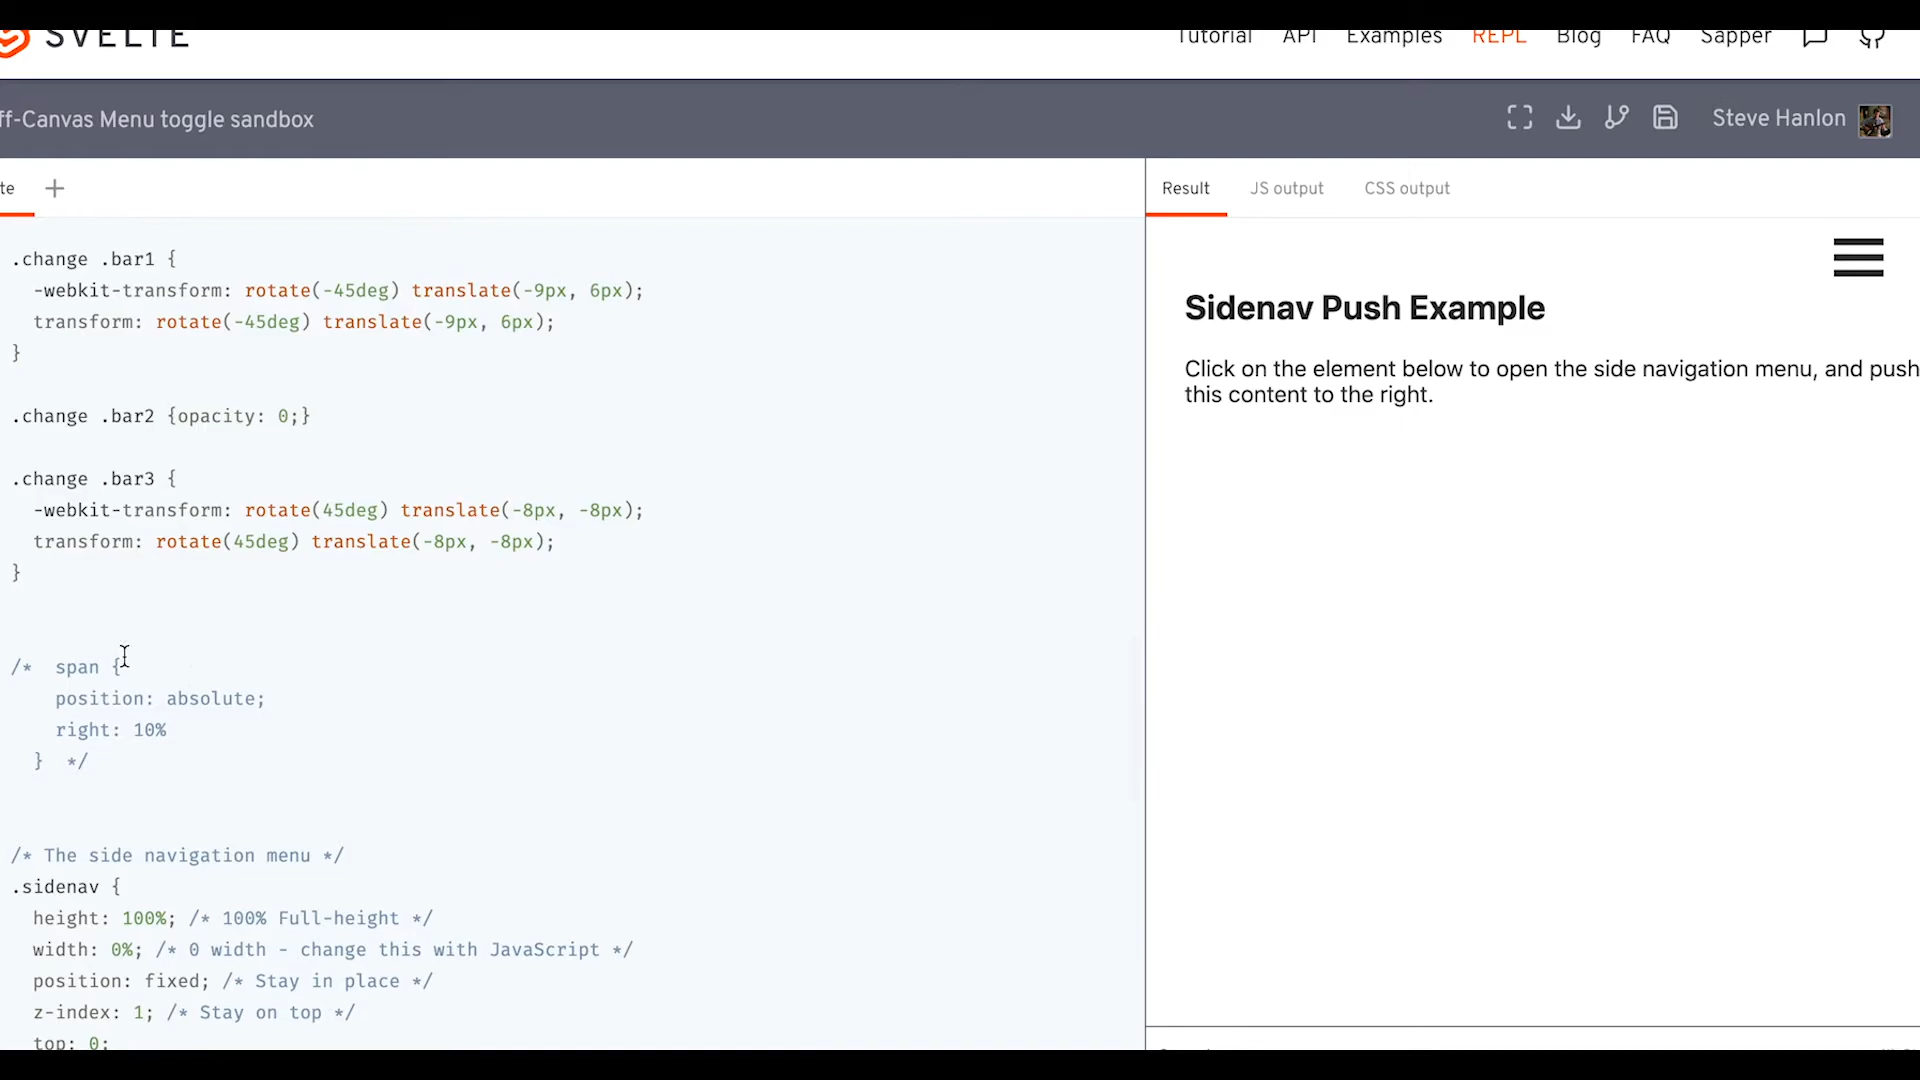 SVELTE
Tutorial API Examples REPL Blog FAQ Sapper
ff-Canvas Menu toggle sandbox
Steve Hanlon
te +
Result JS output CSS output
.change .bar1 {
-webkit-transform: rotate(-45deg) translate(-9px, 6px);
transform: rotate(-45deg) translate(-9px, 6px);
}
.change .bar2 {opacity: 0;}
.change .bar3 {
-webkit-transform: rotate(45deg) translate(-8px, -8px);
transform: rotate(45deg) translate(-8px, -8px);
}
/* span {
position: absolute;
right: 10%
} */
/* The side navigation menu */
.sidenav {
height: 100%; /* 100% Full-height */
width: 0%; /* 0 width - change this with JavaScript */
position: fixed; /* Stay in place */
z-index: 1; /* Stay on top */
top: 0;
Sidenav Push Example
Click on the element below to open the side navigation menu, and push
this content to the right.